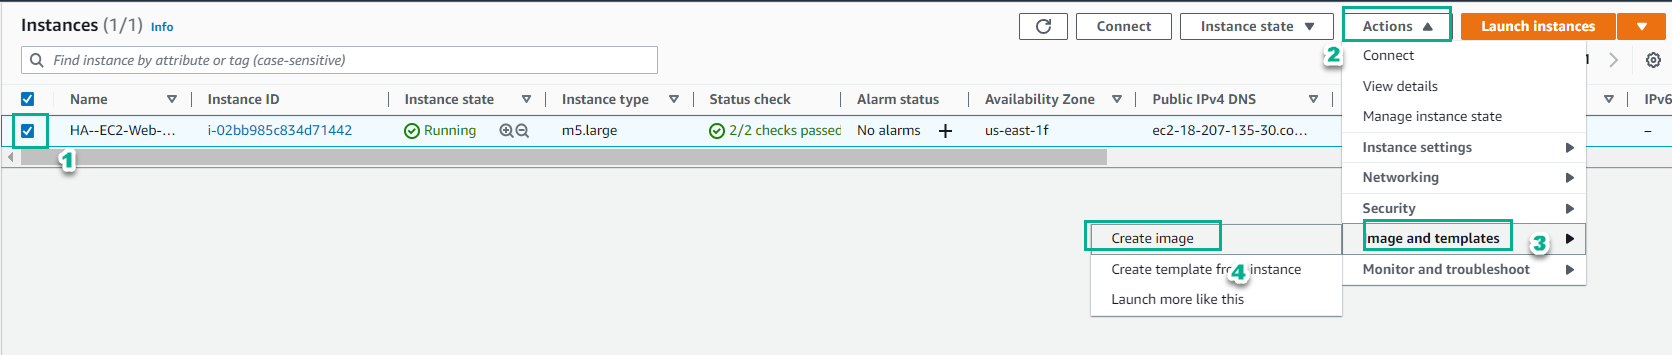 Instances (1/1) Info
Connect
Instance state
Actions
Launch instances
Find instance by attribute or tag (case-sensitive)
Name
Instance ID
Instance state
Instance type
Status check
Alarm status
Availability Zone
Public IPv4 DNS
IPv6
HA--EC2-Web-...
i-02bb985c834d71442
Running
m5.large
2/2 checks passed
No alarms +
us-east-1f
ec2-18-207-135-30.co...
–
1
2
Connect
View details
Manage instance state
Instance settings
Networking
Security
mage and templates
3
Monitor and troubleshoot
Create image
4
Create template from instance
Launch more like this